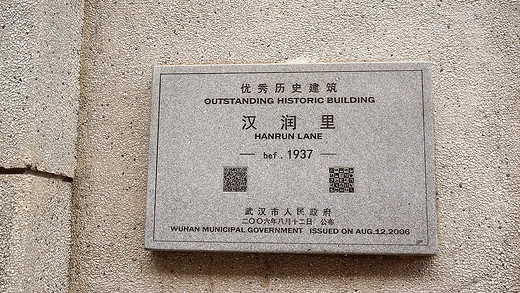 优秀历史建筑
OUTSTANDING HISTORIC BUILDING
汉润里
HANRUN LANE
bef. 1937
武汉市人民政府
二〇〇六年八月十二日 公布
WUHAN MUNICIPAL GOVERNMENT ISSUED ON AUG.12,2006